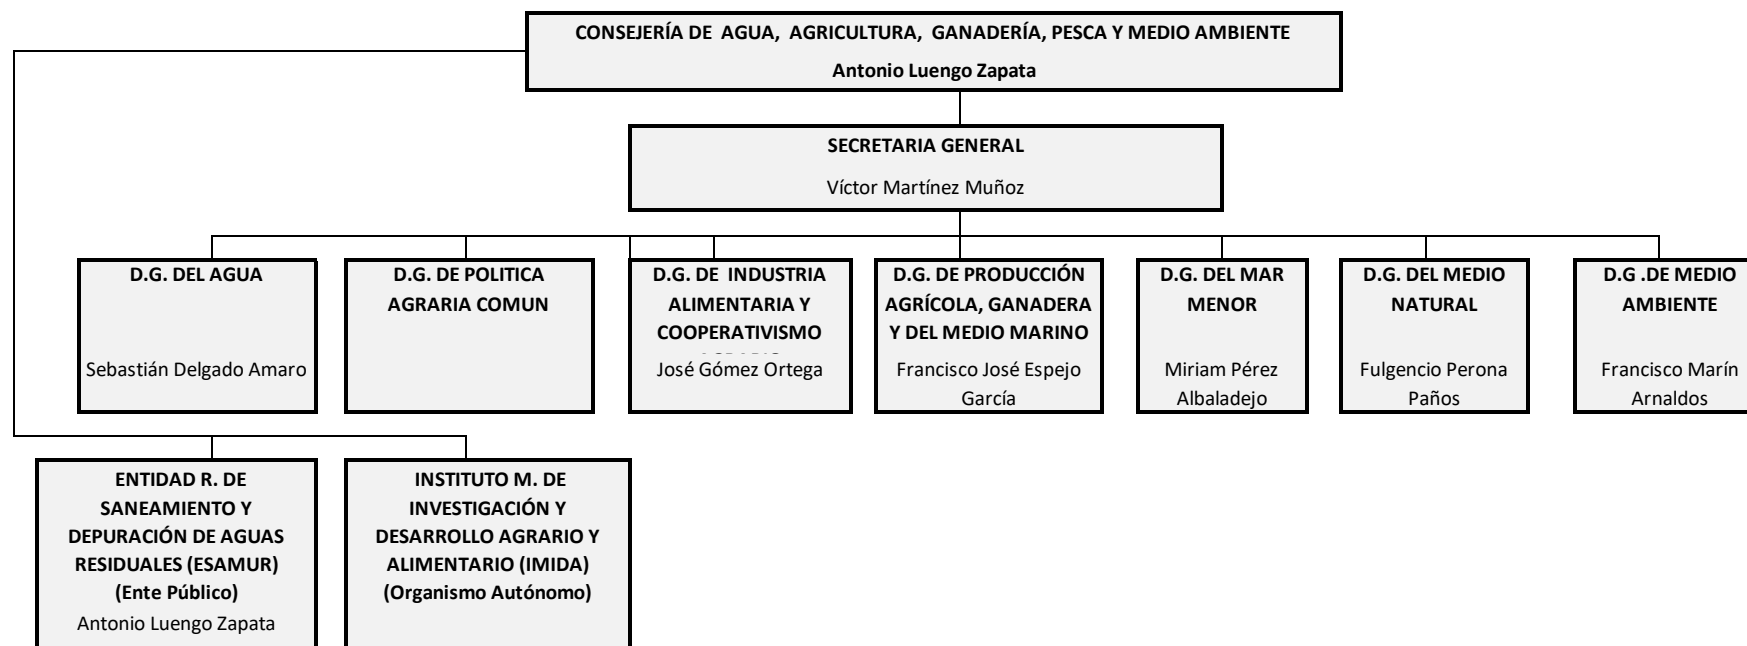 CONSEJERÍA DE AGUA, AGRICULTURA, GANADERÍA, PESCA Y MEDIO AMBIENTE
Antonio Luengo Zapata
SECRETARIA GENERAL
Víctor Martínez Muñoz
D.G. DEL AGUA
Sebastián Delgado Amaro
D.G. DE POLITICA
AGRARIA COMUN
D.G. DE INDUSTRIA
ALIMENTARIA Y
COOPERATIVISMO
José Gómez Ortega
D.G. DE PRODUCCIÓN
AGRÍCOLA, GANADERA
Y DEL MEDIO MARINO
Francisco José Espejo
García
D.G. DEL MAR
MENOR
Miriam Pérez
Albaladejo
D.G. DEL MEDIO
NATURAL
Fulgencio Perona
Paños
D.G .DE MEDIO
AMBIENTE
Francisco Marín
Arnaldos
ENTIDAD R. DE
SANEAMIENTO Y
DEPURACIÓN DE AGUAS
RESIDUALES (ESAMUR)
(Ente Público)
Antonio Luengo Zapata
INSTITUTO M. DE
INVESTIGACIÓN Y
DESARROLLO AGRARIO Y
ALIMENTARIO (IMIDA)
(Organismo Autónomo)